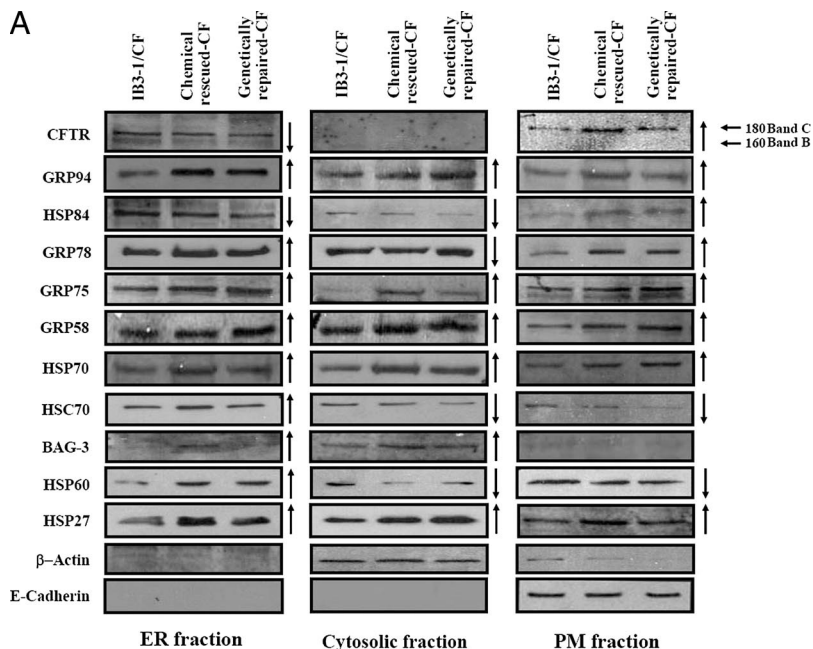 A
IB3-1/CF
Chemical
rescued-CF
Genetically
repaired-CF
IB3-1/CF
Chemical
rescued-CF
Genetically
repaired-CF
IB3-1/CF
Chemical
rescued-CF
Genetically
repaired-CF
CFTR
180 Band C
160 Band B
GRP94
HSP84
GRP78
GRP75
GRP58
HSP70
HSC70
BAG-3
HSP60
HSP27
β–Actin
E-Cadherin
ER fraction
Cytosolic fraction
PM fraction